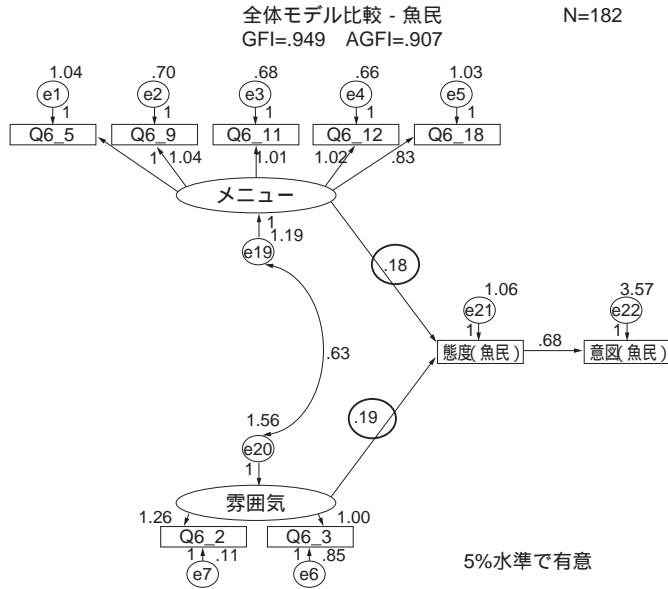 全体モデル比較 - 魚民 N=182
GFI=.949 AGFI=.907
1.04 .70 .68 .66 1.03
e1 e2 e3 e4 e5
1 1 1 1 1
Q6_5 Q6_9 Q6_11 Q6_12 Q6_18
1 1.04 1.01 1.02 .83
メニュー
1
1.19
e19
.18
1.06 3.57
e21 e22
1 1
.63 態度(魚民) .68 意図(魚民)
.19
1.56
e20
1
雰囲気
1.26 1.00
Q6_2 Q6_3
1 .11 1 .85
e7 e6
5%水準で有意